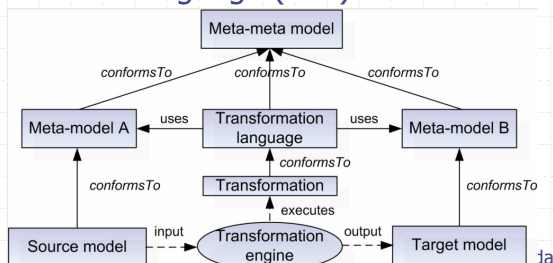 Meta-meta model
conformsTo
conformsTo
conformsTo
Meta-model A
uses
Transformation
language
uses
Meta-model B
conformsTo
conformsTo
conformsTo
Transformation
executes
Source model
input
Transformation
engine
output
Target model